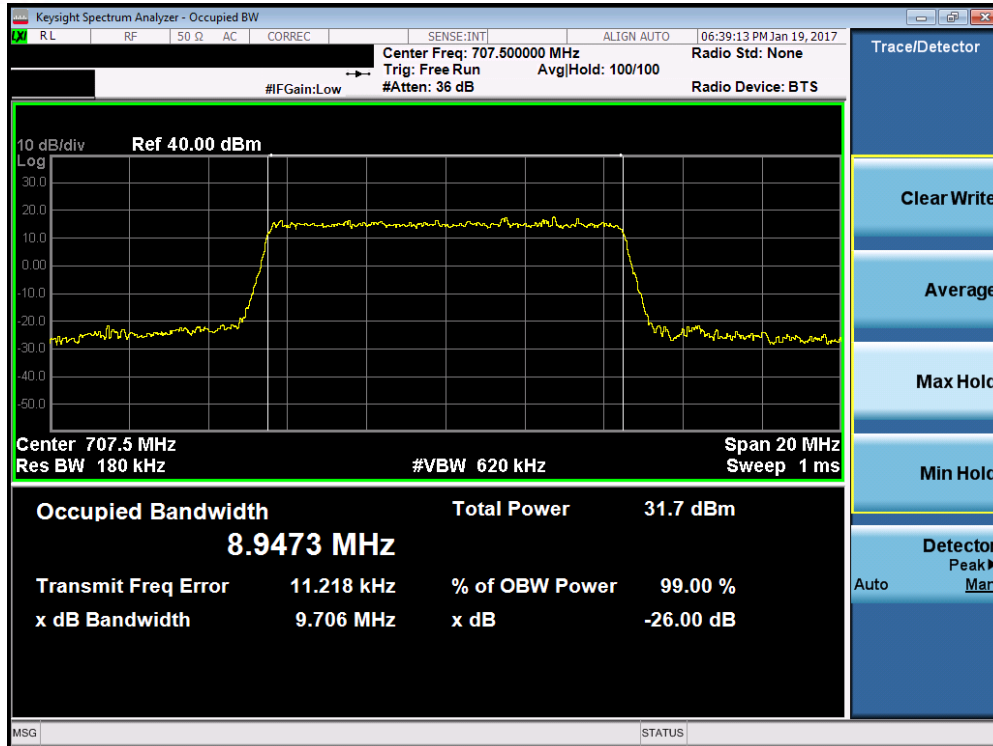 Keysight Spectrum Analyzer - Occupied BW
LXI RL RF 50 Ω AC CORREC SENSE:INT ALIGN AUTO 06:39:13 PM Jan 19, 2017
Center Freq: 707.500000 MHz Radio Std: None
Trig: Free Run Avg|Hold: 100/100
#IFGain:Low #Atten: 36 dB Radio Device: BTS
Trace/Detector
10 dB/div Ref 40.00 dBm
Log
30.0
20.0
10.0
0.00
-10.0
-20.0
-30.0
-40.0
-50.0
Center 707.5 MHz Span 20 MHz
Res BW 180 kHz #VBW 620 kHz Sweep 1 ms
Occupied Bandwidth Total Power 31.7 dBm
8.9473 MHz
Transmit Freq Error 11.218 kHz % of OBW Power 99.00 %
x dB Bandwidth 9.706 MHz x dB -26.00 dB
Clear Write
Average
Max Hold
Min Hold
Detector
Peak
Auto Man
MSG STATUS